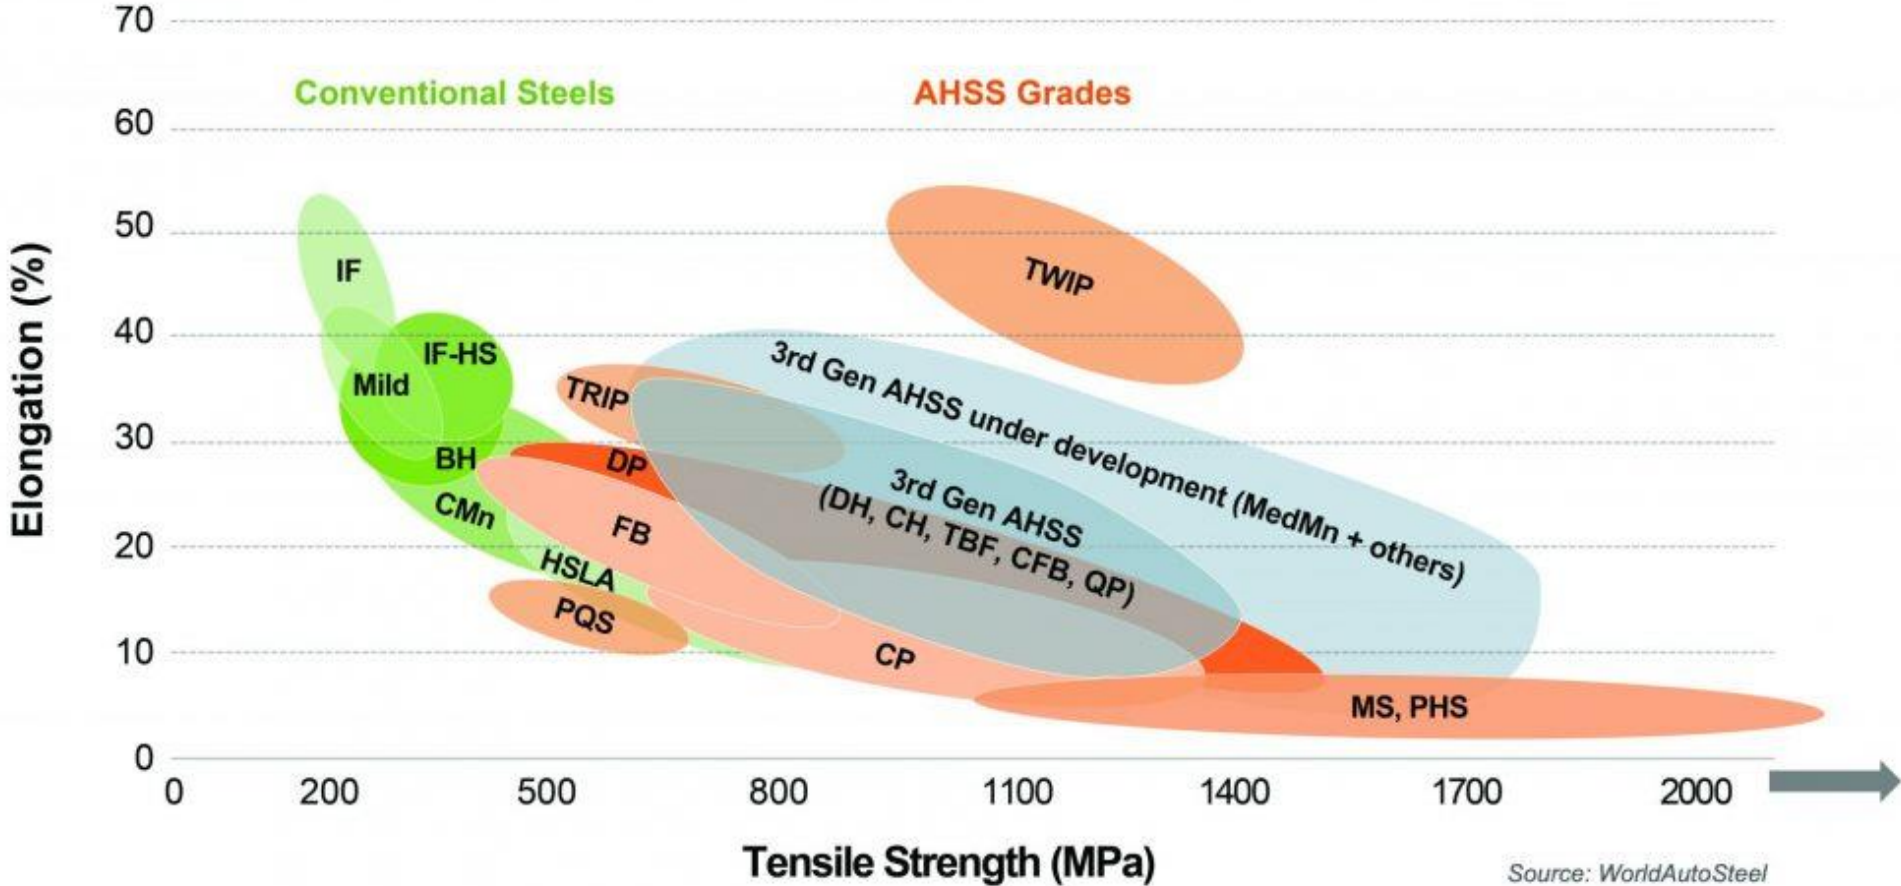 70
Conventional Steels
AHSS Grades
60
50
IF
TWIP
40
IF-HS
Mild
TRIP
3rd Gen AHSS under development (MedMn + others)
30
BH
DP
3rd Gen AHSS
(DH, CH, TBF, CFB, QP)
CMn
FB
20
HSLA
PQS
10
CP
MS, PHS
0
Elongation (%)
0 200 500 800 1100 1400 1700 2000
Tensile Strength (MPa)
Source: WorldAutoSteel